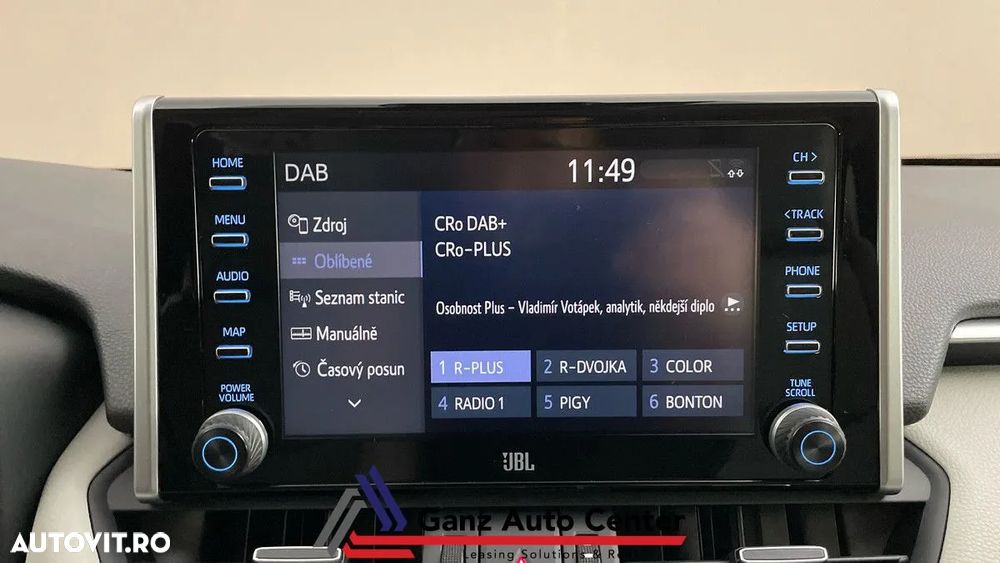 HOME
MENU
AUDIO
MAP
POWER
VOLUME
DAB
11:49
Zdroj
Oblíbené
Seznam stanic
Manuálně
Časový posun
CRo DAB+
CRo-PLUS
Osobnost Plus - Vladimír Votápek, analytik, někdejší diplo
1 R-PLUS
2 R-DVOJKA
3 COLOR
4 RADIO 1
5 PIGY
6 BONTON
CH>
<TRACK
PHONE
SETUP
TUNE
SCROLL
JBL
Ganz Auto Center
Leasing Solutions &
AUTOVIT.RO